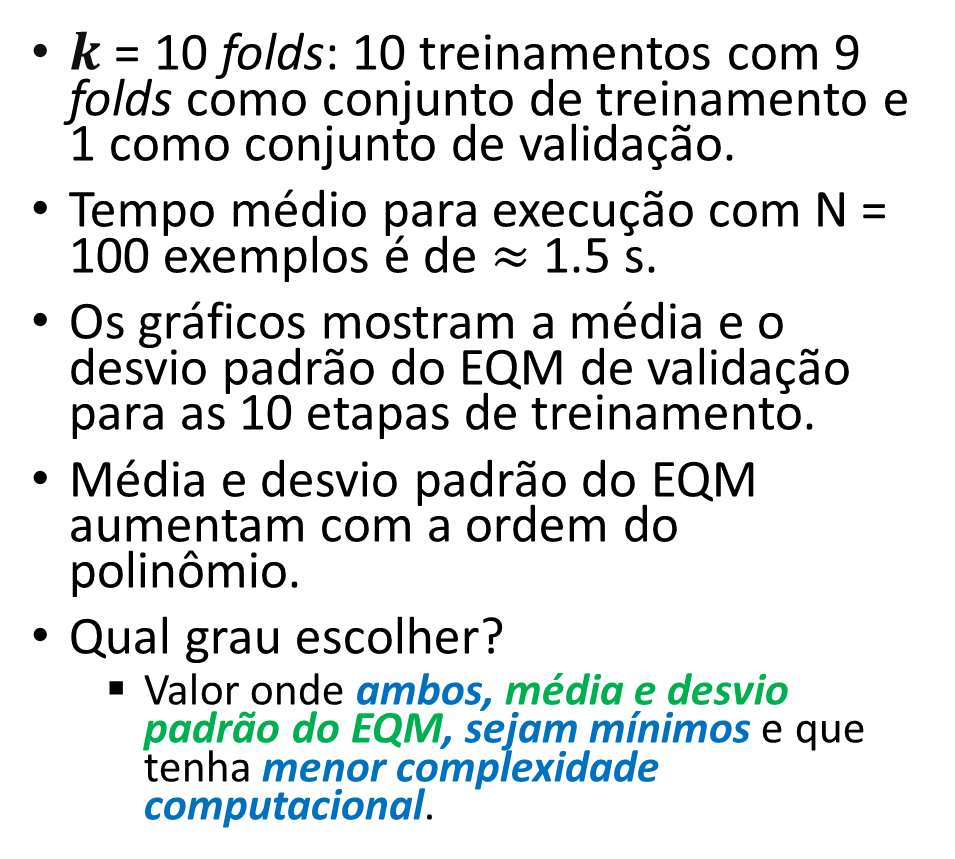 • k = 10 folds: 10 treinamentos com 9
folds como conjunto de treinamento e
1 como conjunto de validação.
• Tempo médio para execução com N =
100 exemplos é de ≈ 1.5 s.
• Os gráficos mostram a média e o
desvio padrão do EQM de validação
para as 10 etapas de treinamento.
• Média e desvio padrão do EQM
aumentam com a ordem do
polinômio.
• Qual grau escolher?
▪ Valor onde ambos, média e desvio
padrão do EQM, sejam mínimos e que
tenha menor complexidade
computacional.